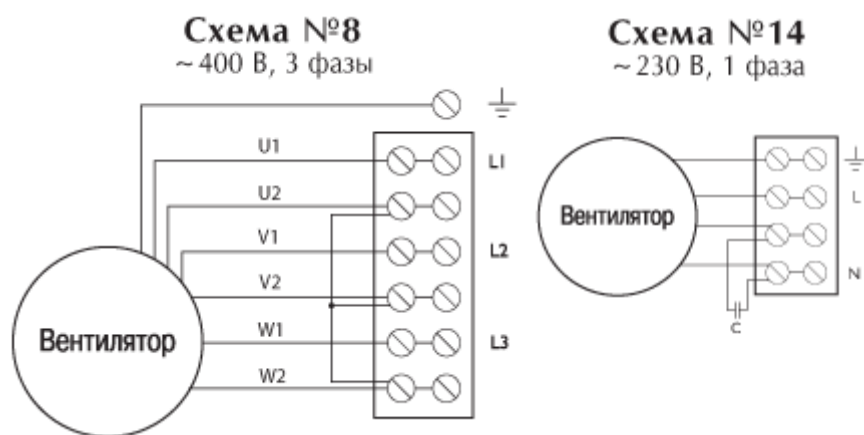 Схема №8
~400 В, 3 фазы
U1
L1
U2
V1
L2
V2
W1
L3
W2
Вентилятор
Схема №14
~230 В, 1 фаза
L
N
C
Вентилятор